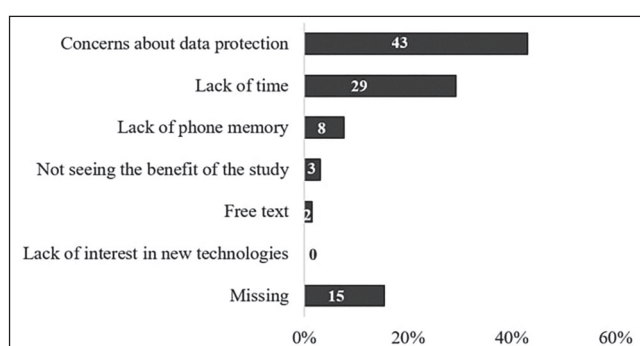 Concerns about data protection 43
Lack of time 29
Lack of phone memory 8
Not seeing the benefit of the study 3
Free text 2
Lack of interest in new technologies 0
Missing 15
0% 20% 40% 60%